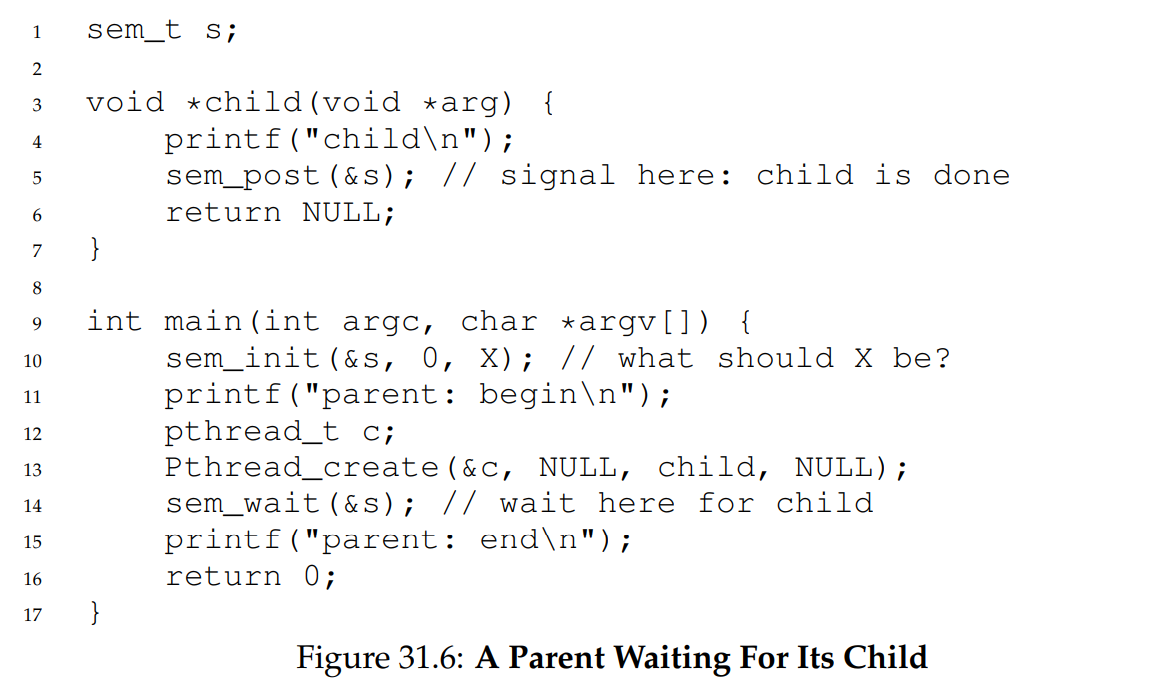 1 sem_t s;
2
3 void *child(void *arg) {
4 printf("child\n");
5 sem_post(&s); // signal here: child is done
6 return NULL;
7 }
8
9 int main(int argc, char *argv[]) {
10 sem_init(&s, 0, X); // what should X be?
11 printf("parent: begin\n");
12 pthread_t c;
13 Pthread_create(&c, NULL, child, NULL);
14 sem_wait(&s); // wait here for child
15 printf("parent: end\n");
16 return 0;
17 }
Figure 31.6: A Parent Waiting For Its Child